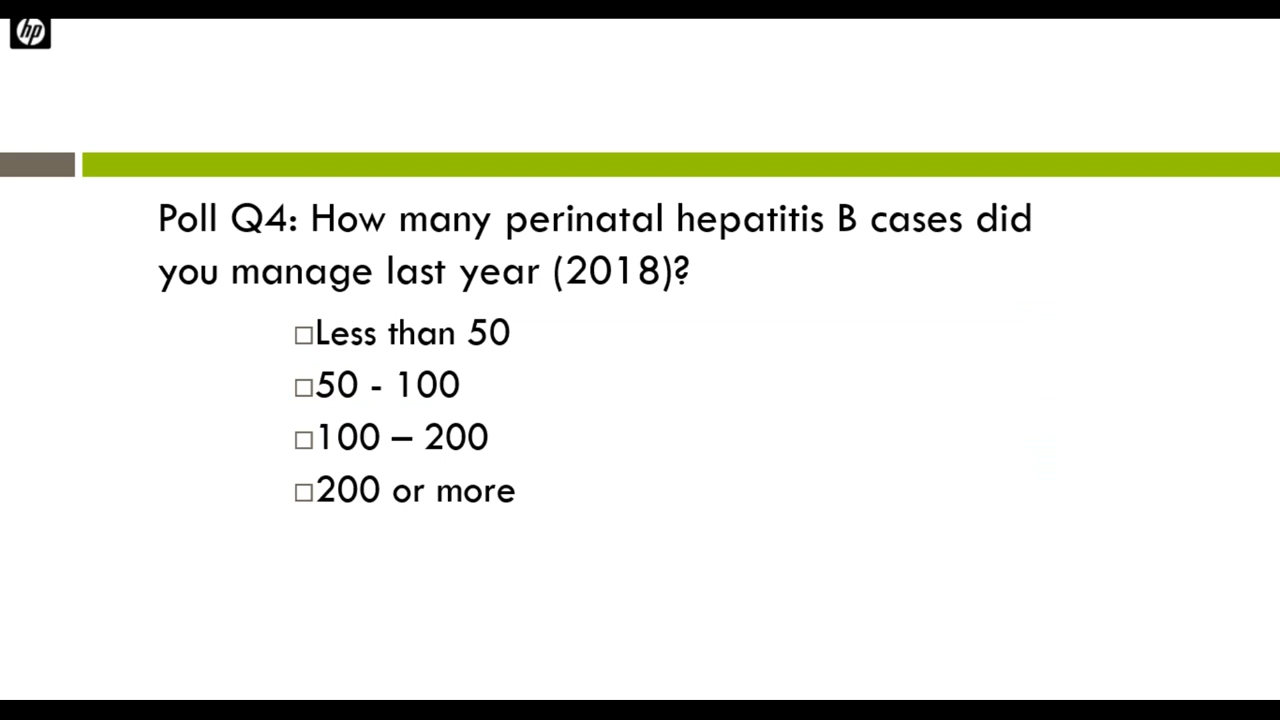 hp
Poll Q4: How many perinatal hepatitis B cases did
you manage last year (2018)?
Less than 50
50 - 100
100 – 200
200 or more